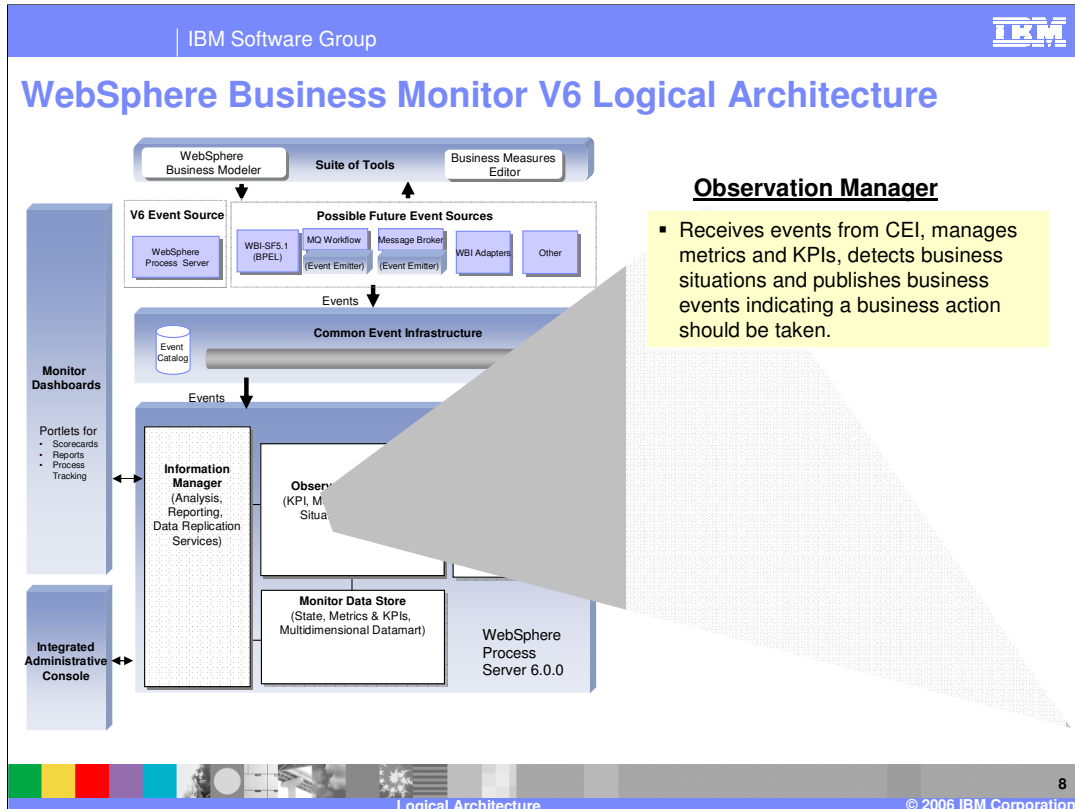 IBM Software Group
IBM
WebSphere Business Monitor V6 Logical Architecture
WebSphere
Business Modeler
Suite of Tools
Business Measures
Editor
V6 Event Source
WebSphere
Process Server
Possible Future Event Sources
WBI-SF5.1
(BPEL)
MQ Workflow
(Event Emitter)
Message Broker
(Event Emitter)
WBI Adapters
Other
Events
Common Event Infrastructure
Event
Catalog
Events
Monitor
Dashboards
Portlets for
• Scorecards
• Reports
• Process
Tracking
Information
Manager
(Analysis,
Reporting,
Data Replication
Services)
(KPI,
Monitor Data Store
(State, Metrics & KPIs,
Multidimensional Datamart)
WebSphere
Process
Server 6.0.0
Integrated
Administrative
Console
Observation Manager
▪ Receives events from CEI, manages
metrics and KPIs, detects business
situations and publishes business
events indicating a business action
should be taken.
8
Logical Architecture
© 2006 IBM Corporation